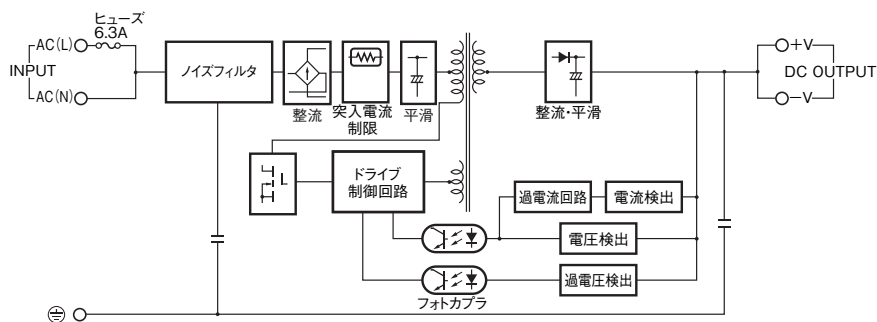 ヒューズ
6.3A
AC(L)
INPUT
AC(N)
ノイズフィルタ
整流
突入電流
制限
平滑
整流・平滑
+V
DC OUTPUT
−V
ドライブ
制御回路
過電流回路
電流検出
電圧検出
過電圧検出
フォトカプラ